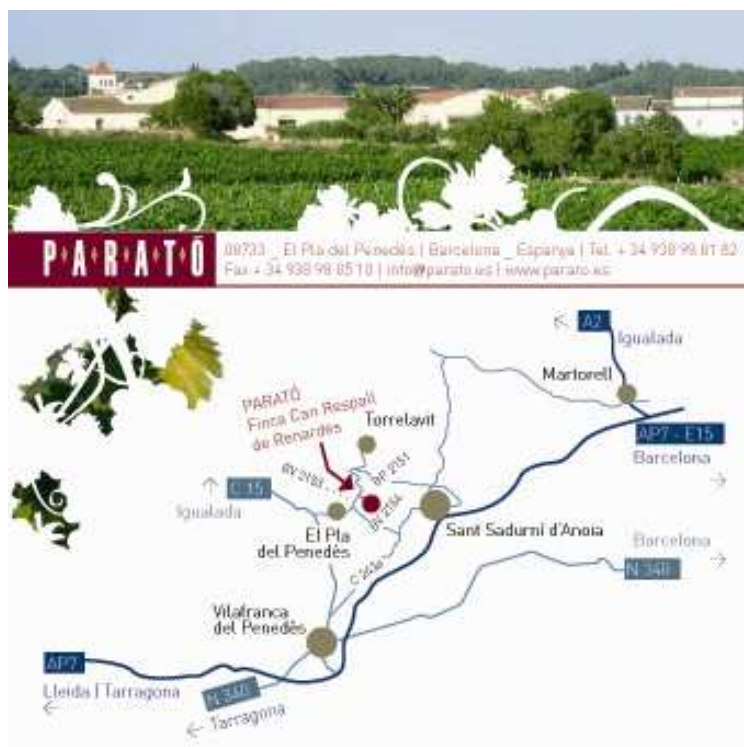 PARATÓ
08733 _ El Pla del Penedès | Barcelona _ Espanya | Tel. + 34 938 98 81 82
Fax + 34 938 98 85 10 | info@parato.es | www.parato.es
A2
Igualada
Martorell
PARATÓ
Finca Can Respall
de Renardes
Torrelavit
AP7 - E15
Barcelona
BP 2151
C 15
Igualada
BV 2153
BV 2154
El Pla
del Penedès
Sant Sadurní d'Anoia
Barcelona
N 340
C 243a
Vilafranca
del Penedès
AP7
Lleida | Tarragona
N 340
Tarragona